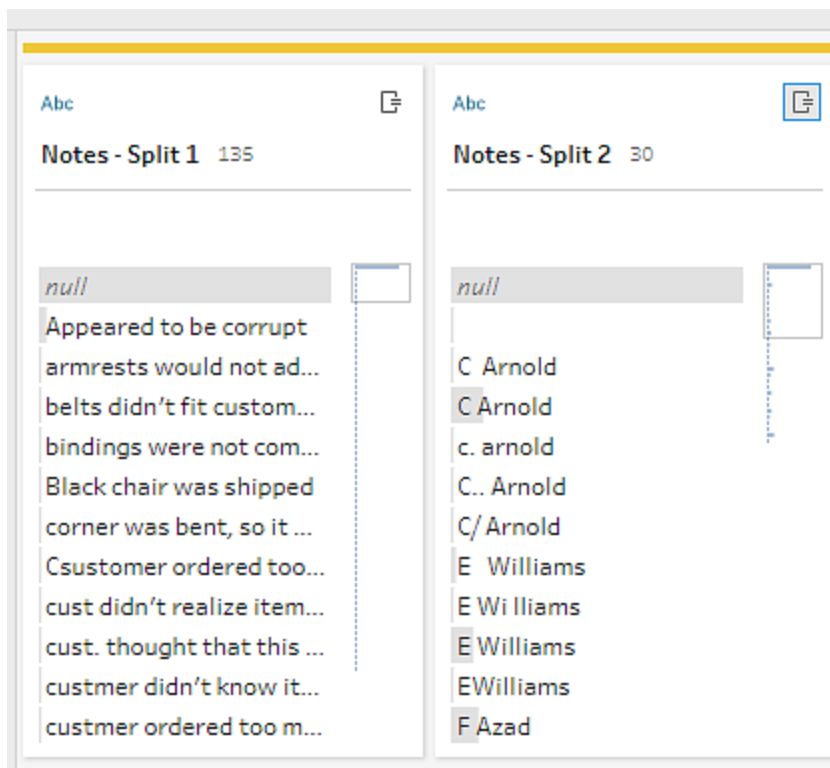 Abc
Notes - Split 1 135
null
Appeared to be corrupt
armrests would not ad...
belts didn't fit custom...
bindings were not com...
Black chair was shipped
corner was bent, so it ...
Csustomer ordered too...
cust didn't realize item...
cust. thought that this ...
custmer didn't know it...
custmer ordered too m...
Abc
Notes - Split 2 30
null
C  Arnold
C Arnold
c. arnold
C.. Arnold
C/ Arnold
E   Williams
E Wi lliams
E Williams
EWilliams
F Azad